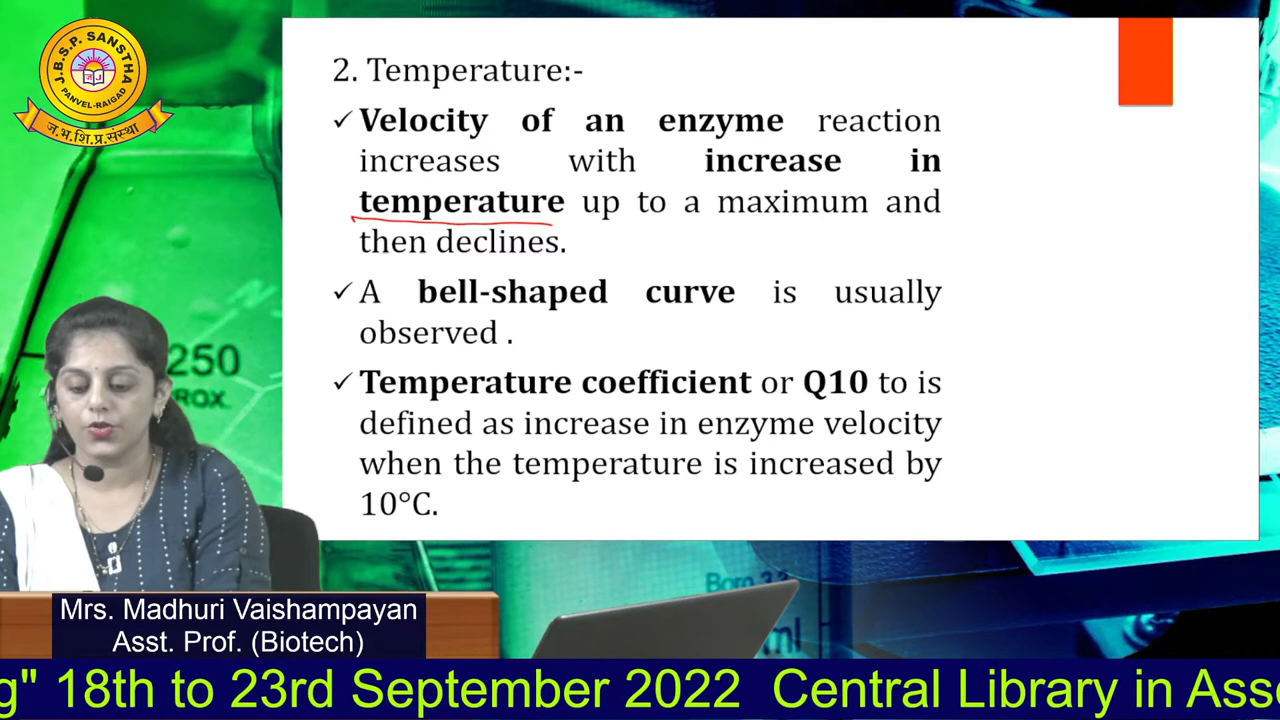 J.B.S.P. SANSTHA
PANVEL-RAIGAD
ज.भ.शि.प्र.संस्था
2. Temperature:-
✓ Velocity of an enzyme reaction
increases with increase in
temperature up to a maximum and
then declines.
✓ A bell-shaped curve is usually
observed .
✓ Temperature coefficient or Q10 to is
defined as increase in enzyme velocity
when the temperature is increased by
10°C.
250
ROX.
Mrs. Madhuri Vaishampayan
Asst. Prof. (Biotech)
g" 18th to 23rd September 2022 Central Library in Asso